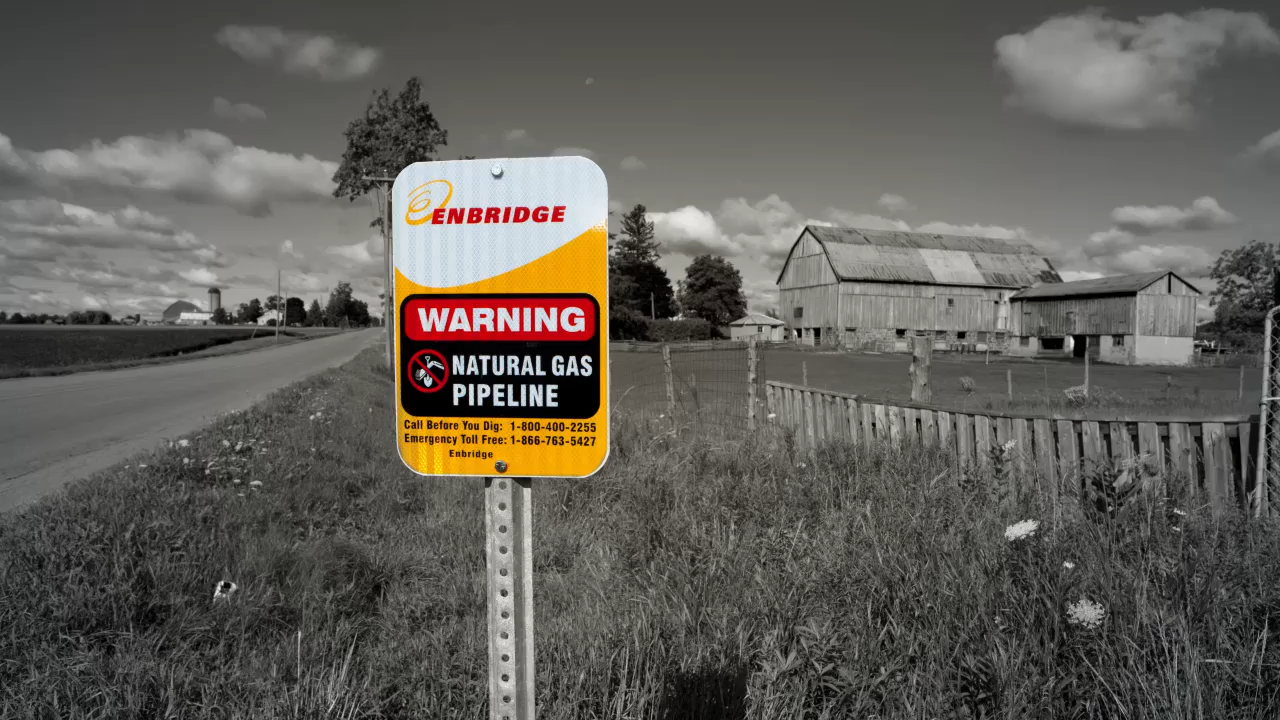 ENBRIDGE
WARNING
NATURAL GAS
PIPELINE
Call Before You Dig: 1-800-400-2255
Emergency Toll Free: 1-866-763-5427
Enbridge